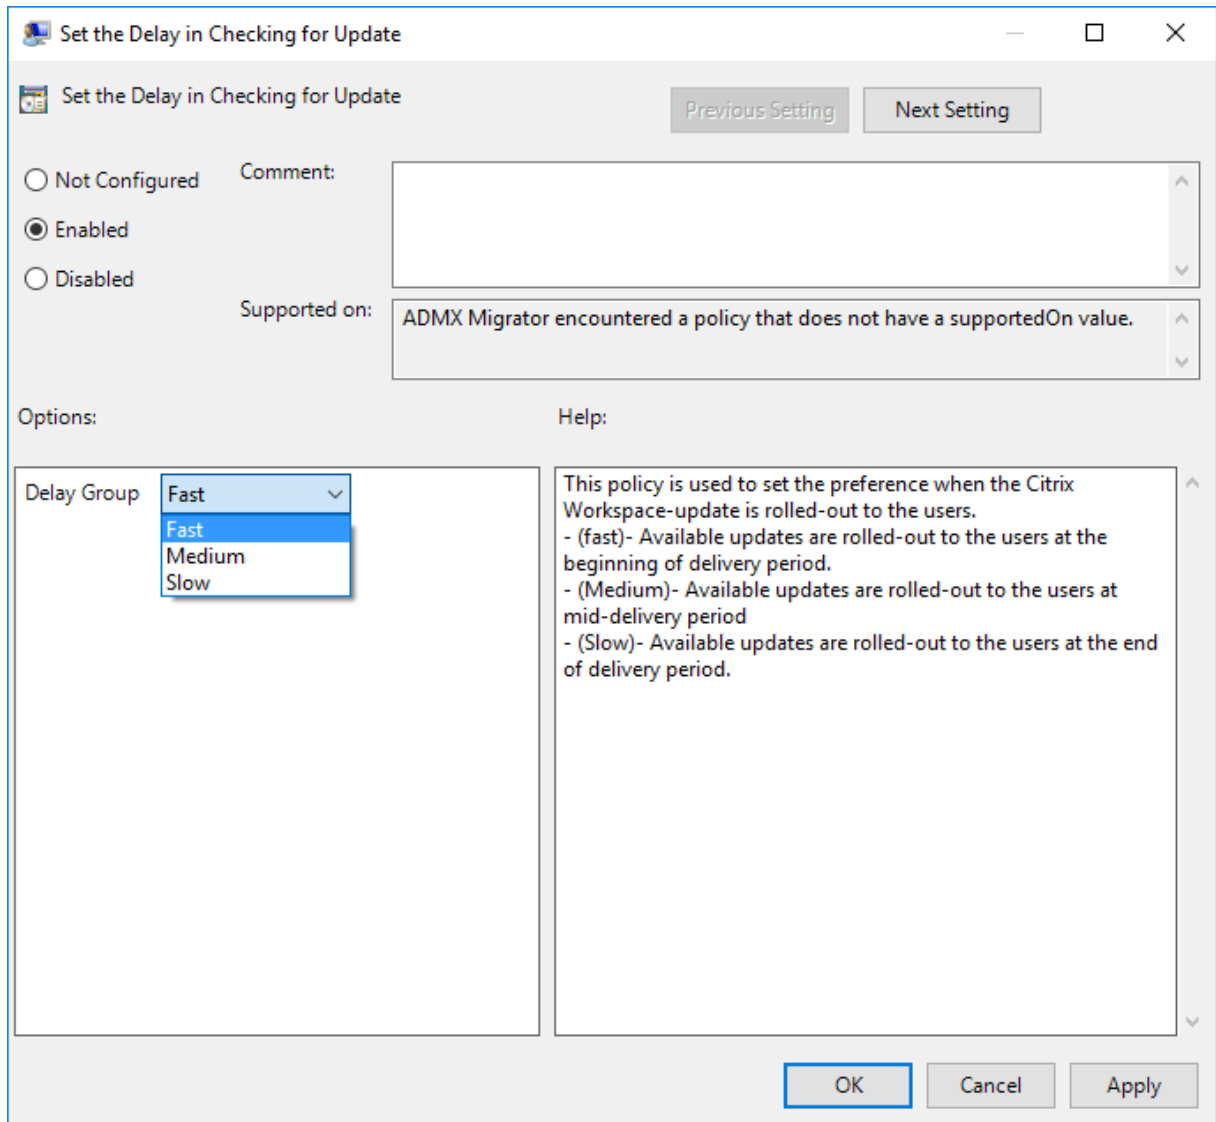 Set the Delay in Checking for Update
Set the Delay in Checking for Update
Previous Setting
Next Setting
Not Configured
Comment:
Enabled
Disabled
Supported on:
ADMX Migrator encountered a policy that does not have a supportedOn value.
Options:
Help:
Delay Group
Fast
Fast
Medium
Slow
This policy is used to set the preference when the Citrix
Workspace-update is rolled-out to the users.
- (fast)- Available updates are rolled-out to the users at the
beginning of delivery period.
- (Medium)- Available updates are rolled-out to the users at
mid-delivery period
- (Slow)- Available updates are rolled-out to the users at the end
of delivery period.
OK
Cancel
Apply